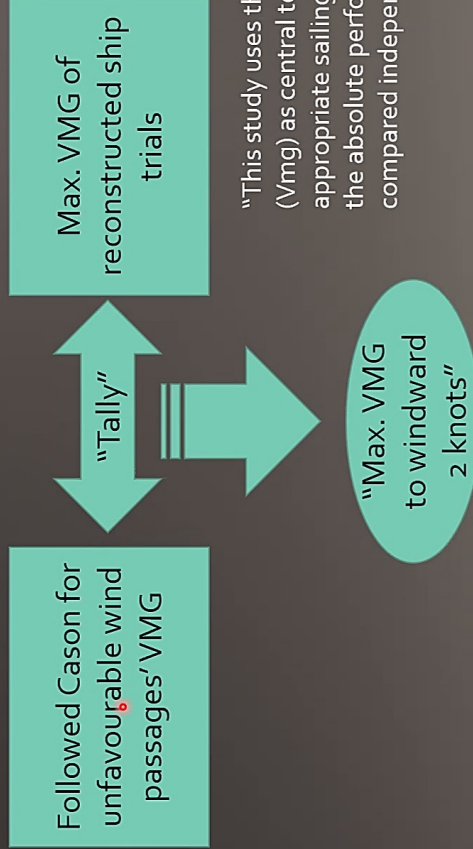 Followed Cason for
unfavourable wind
passages’ VMG
“Tally”
Max. VMG of
reconstructed ship
trials
“Max. VMG
to windward
2 knots”
“This study uses
(Vmg) as central
appropriate sailing
the absolute
compared